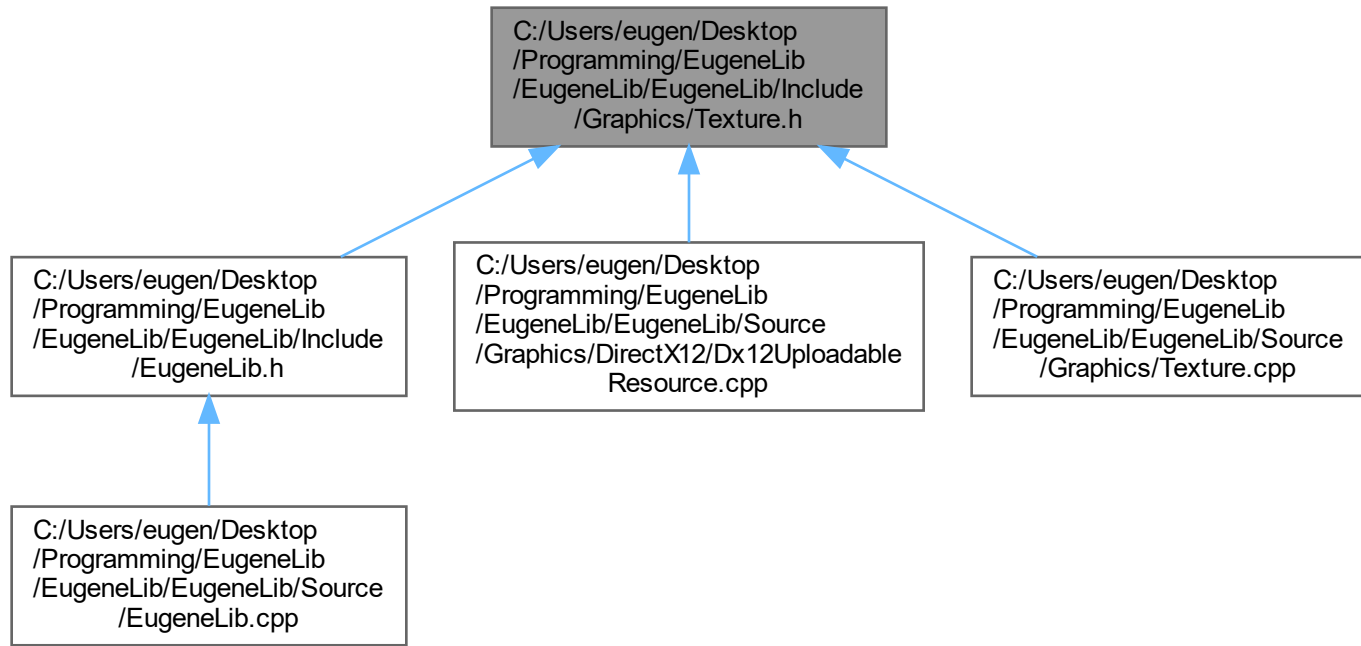 C:/Users/eugen/Desktop
/Programming/EugeneLib
/EugeneLib/EugeneLib/Include
/Graphics/Texture.h
C:/Users/eugen/Desktop
/Programming/EugeneLib
/EugeneLib/EugeneLib/Include
/EugeneLib.h
C:/Users/eugen/Desktop
/Programming/EugeneLib
/EugeneLib/EugeneLib/Source
/Graphics/DirectX12/Dx12Uploadable
Resource.cpp
C:/Users/eugen/Desktop
/Programming/EugeneLib
/EugeneLib/EugeneLib/Source
/Graphics/Texture.cpp
C:/Users/eugen/Desktop
/Programming/EugeneLib
/EugeneLib/EugeneLib/Source
/EugeneLib.cpp